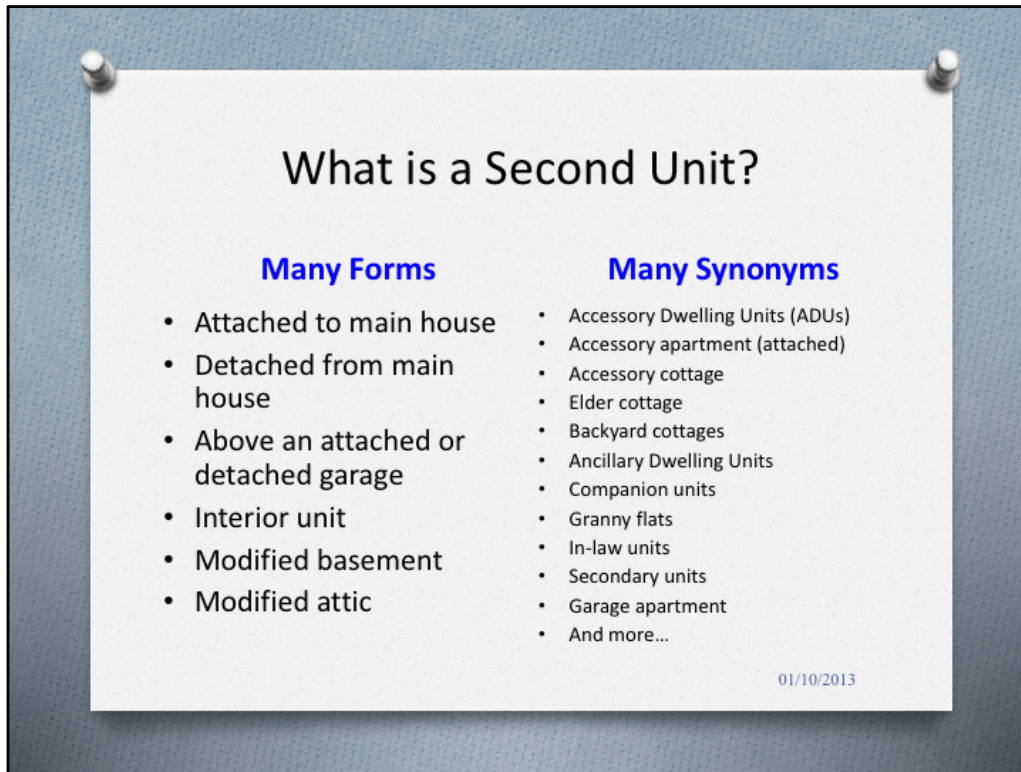 What is a Second Unit?
Many Forms
• Attached to main house
• Detached from main
house
• Above an attached or
detached garage
• Interior unit
• Modified basement
• Modified attic
Many Synonyms
• Accessory Dwelling Units (ADUs)
• Accessory apartment (attached)
• Accessory cottage
• Elder cottage
• Backyard cottages
• Ancillary Dwelling Units
• Companion units
• Granny flats
• In-law units
• Secondary units
• Garage apartment
• And more…
01/10/2013